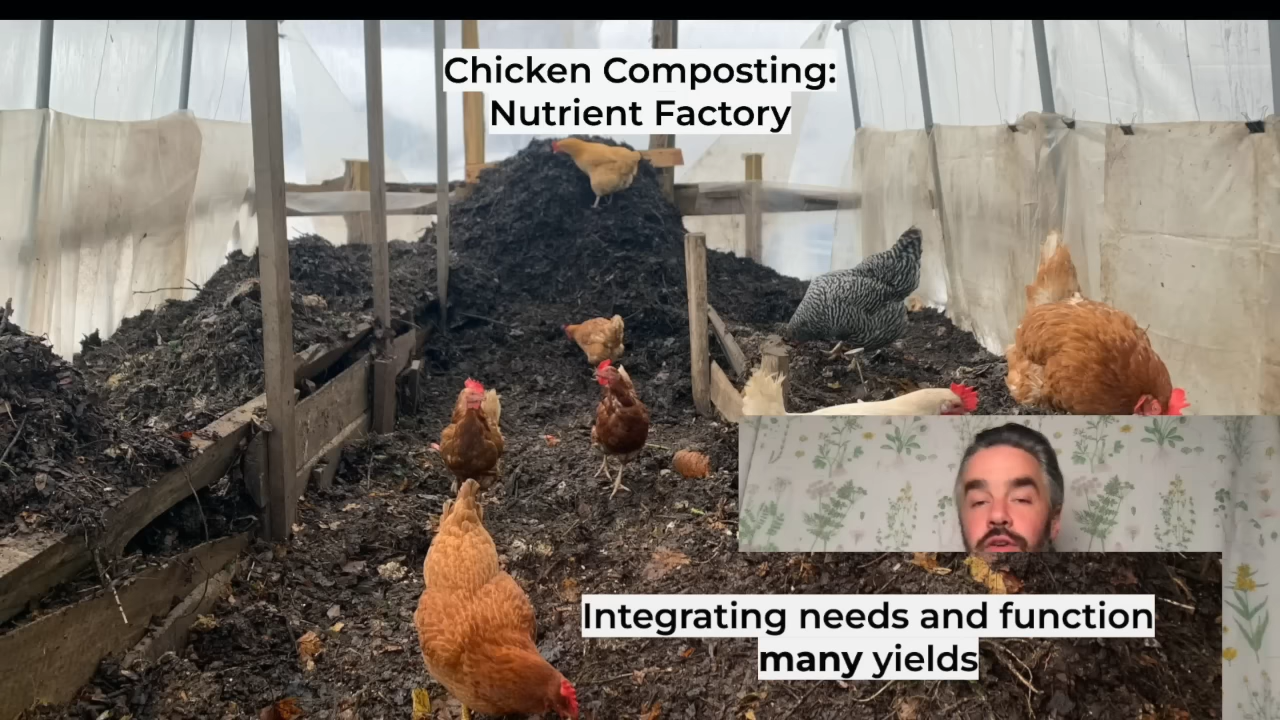 Chicken Composting:
Nutrient Factory
Integrating needs and function
many yields